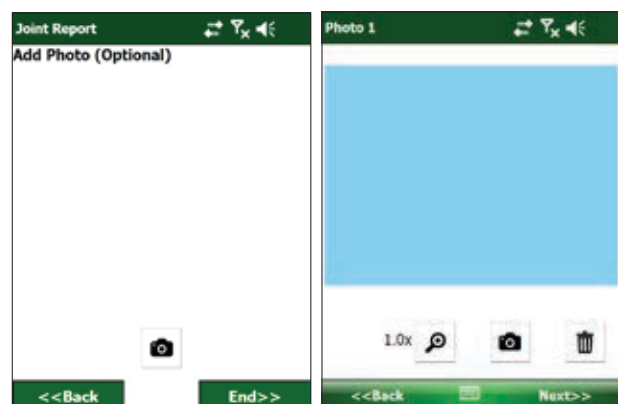 Joint Report
Add Photo (Optional)
<<Back
End>>
Photo 1
1.0x
<<Back
Next>>